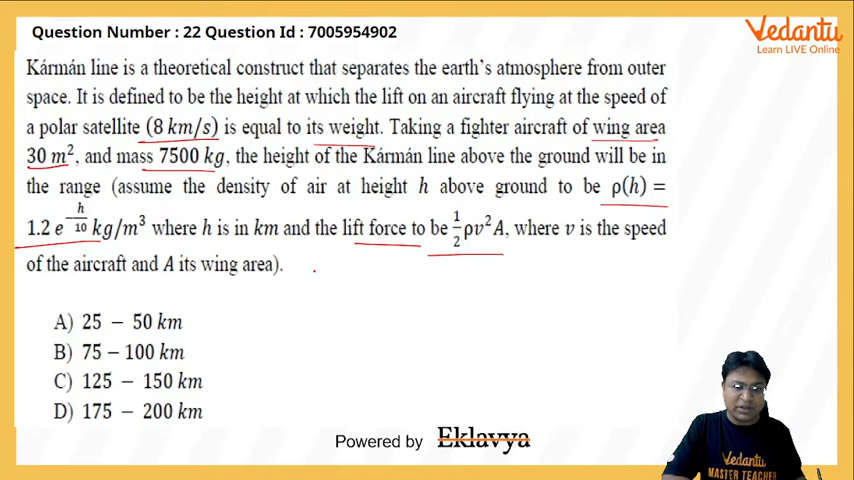 Question Number : 22 Question Id : 7005954902
Vedantu
Learn LIVE Online
Kármán line is a theoretical construct that separates the earth's atmosphere from outer
space. It is defined to be the height at which the lift on an aircraft flying at the speed of
a polar satellite (8 km/s) is equal to its weight. Taking a fighter aircraft of wing area
30 m², and mass 7500 kg, the height of the Kármán line above the ground will be in
the range (assume the density of air at height h above ground to be ρ(h) =
1.2 e^{-h/10} kg/m³ where h is in km and the lift force to be ½ρv²A, where v is the speed
of the aircraft and A its wing area).
A) 25 – 50 km
B) 75 – 100 km
C) 125 – 150 km
D) 175 – 200 km
Powered by Eklavya
Vedantu
MASTER TEACHER